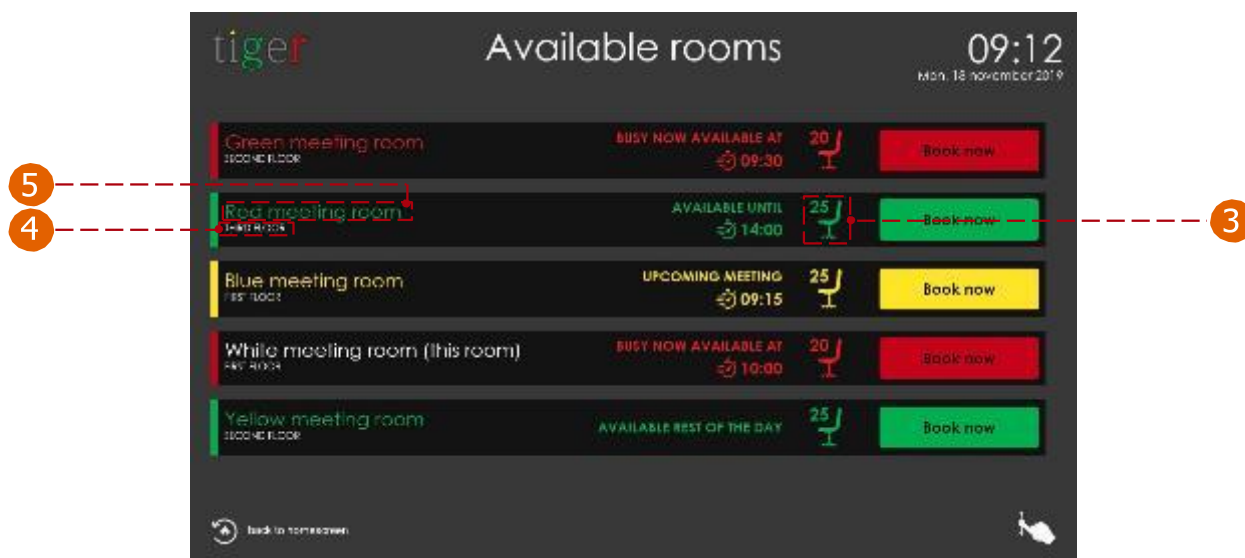 tiger
Available rooms
09:12
Mon. 18 november 2019
Green meeting room
SECOND FLOOR
BUSY NOW AVAILABLE AT
09:30
20
Book now
5
Red meeting room
4
THIRD FLOOR
AVAILABLE UNTIL
14:00
25
Book now
3
Blue meeting room
FIRST FLOOR
UPCOMING MEETING
09:15
25
Book now
White meeting room (this room)
FIRST FLOOR
BUSY NOW AVAILABLE AT
10:00
20
Book now
Yellow meeting room
SECOND FLOOR
AVAILABLE REST OF THE DAY
25
Book now
back to homescreen